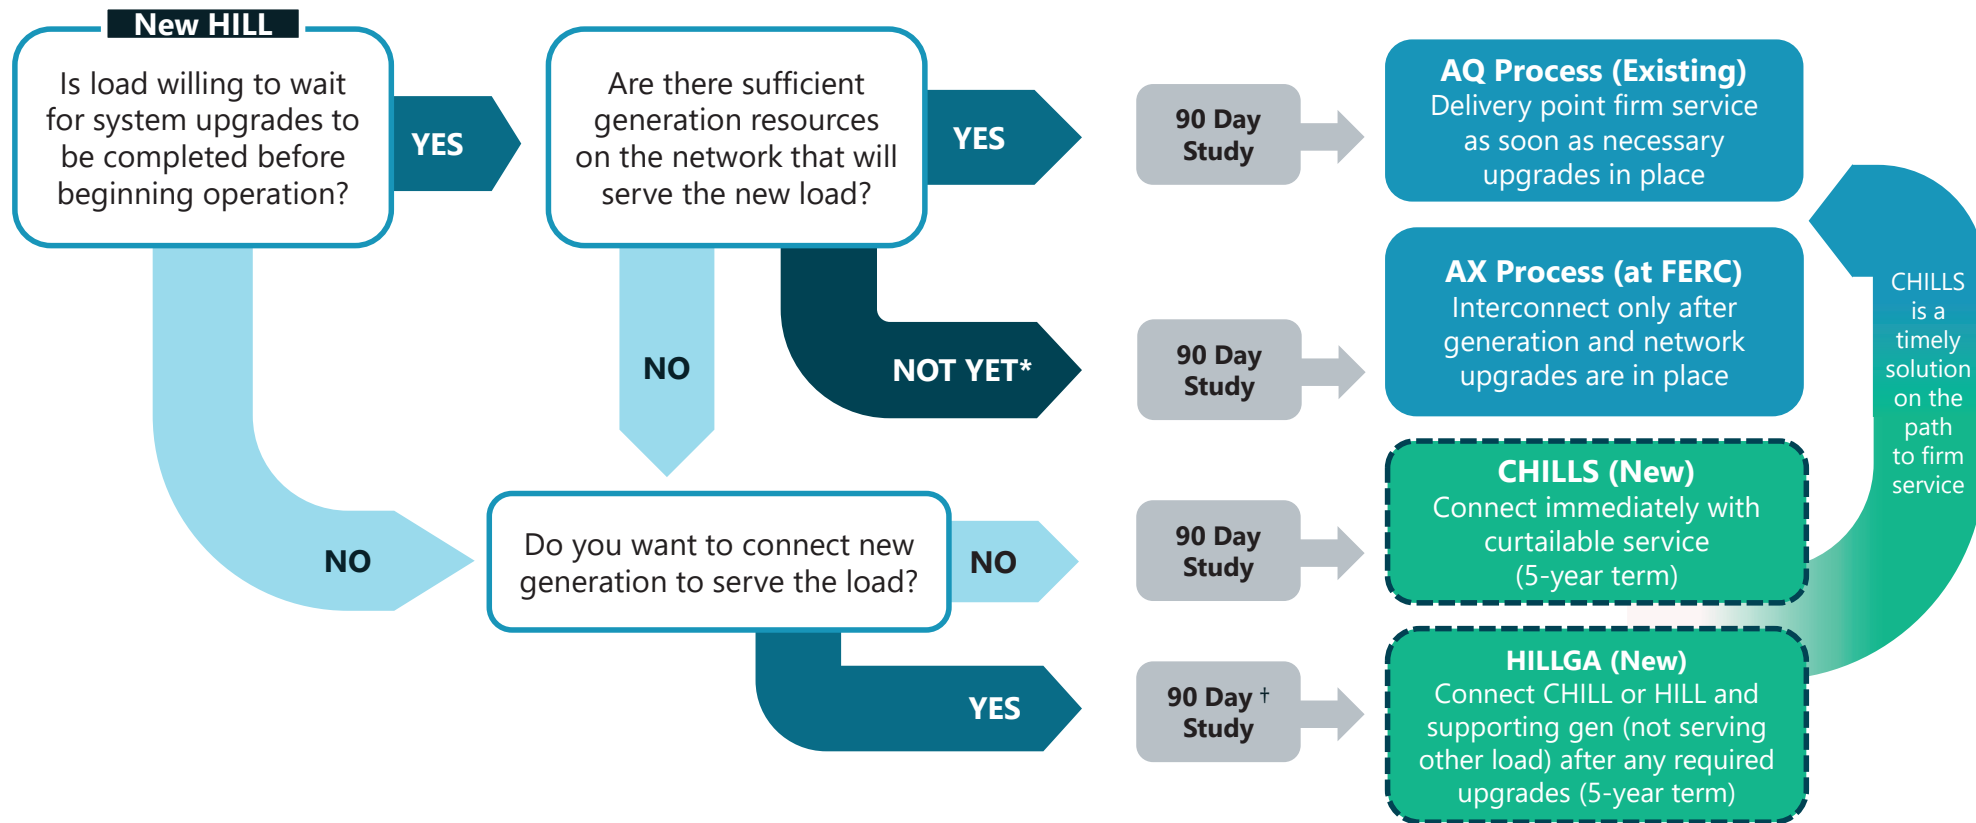 New HILL
Is load willing to wait
for system upgrades to
be completed before
beginning operation?
YES
Are there sufficient
generation resources
on the network that will
serve the new load?
YES
90 Day
Study
AQ Process (Existing)
Delivery point firm service
as soon as necessary
upgrades in place
NO
NOT YET*
90 Day
Study
AX Process (at FERC)
Interconnect only after
generation and network
upgrades are in place
NO
Do you want to connect new
generation to serve the load?
NO
90 Day
Study
CHILLS (New)
Connect immediately with
curtailable service
(5-year term)
YES
90 Day †
Study
HILLGA (New)
Connect CHILL or HILL and
supporting gen (not serving
other load) after any required
upgrades (5-year term)
CHILLS
is a
timely
solution
on the
path
to firm
service